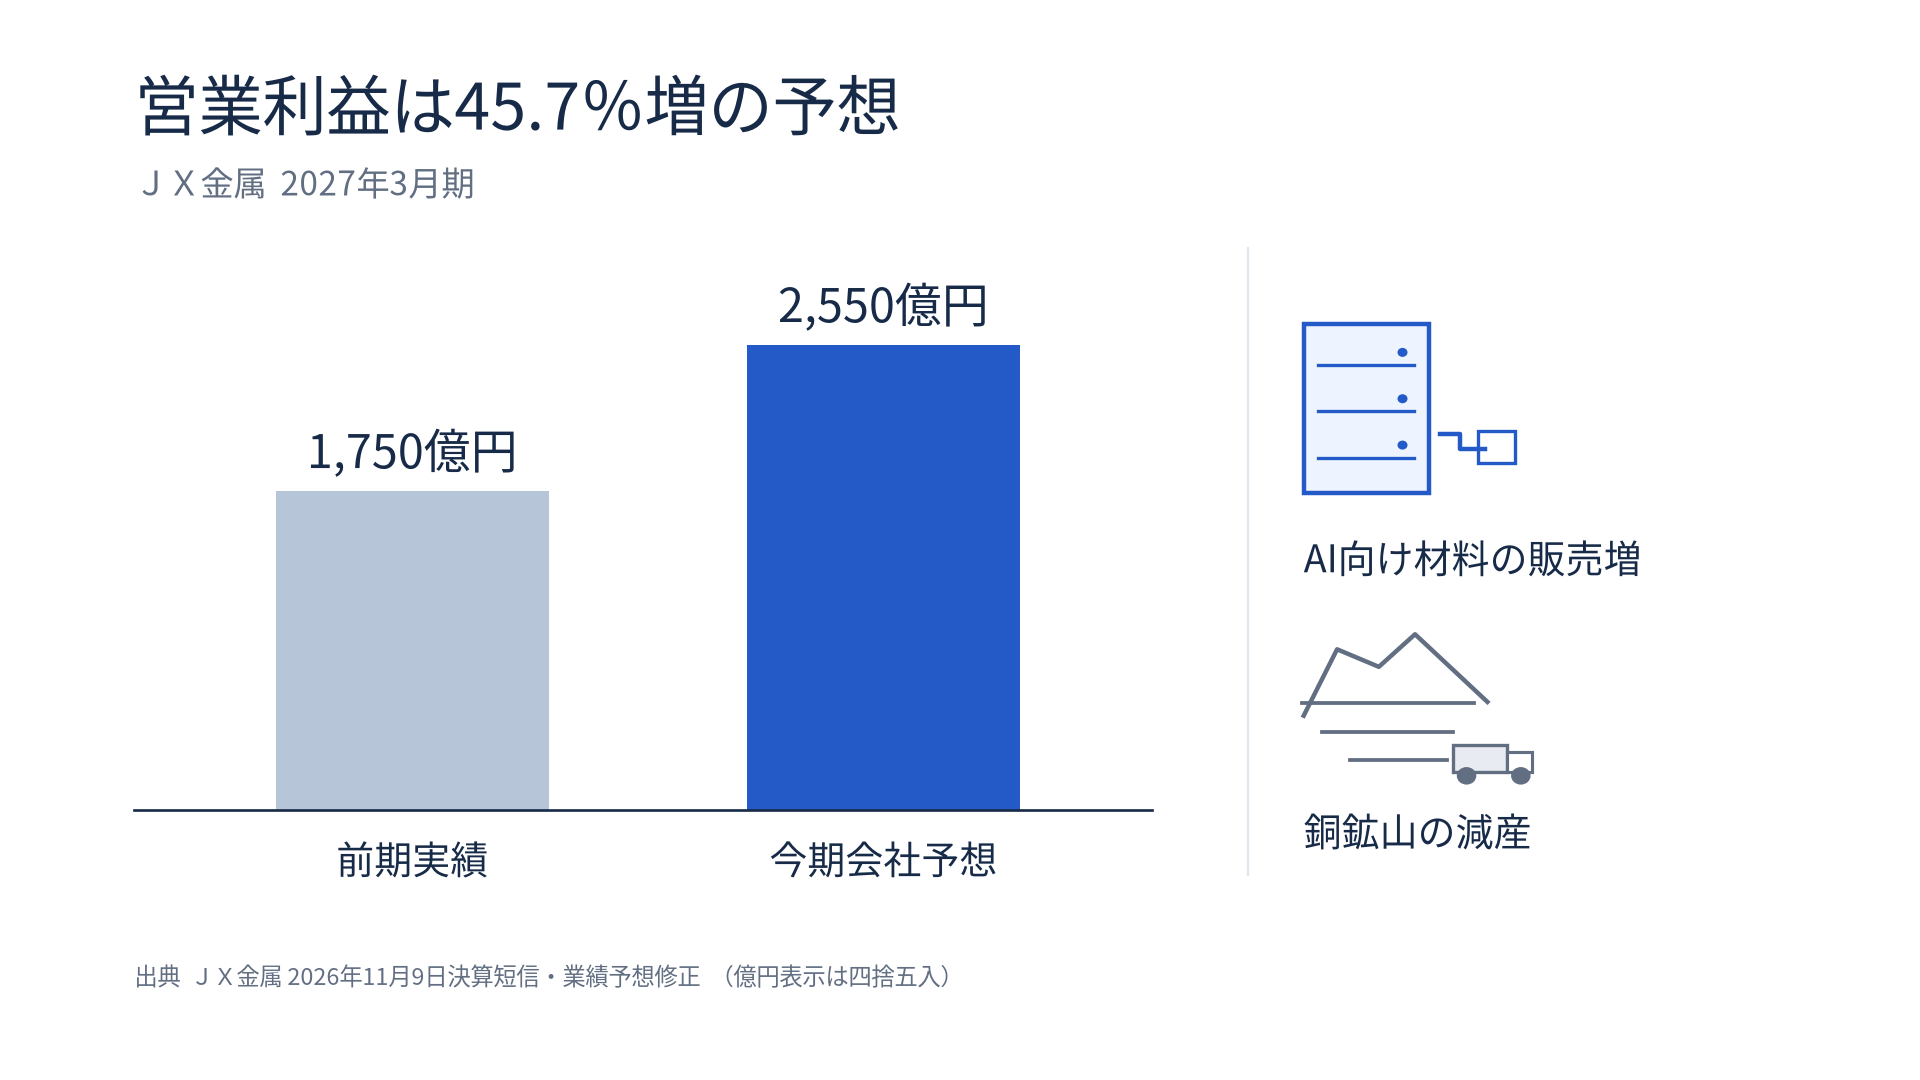 営業利益は45.7%増の予想
ＪＸ金属 2027年3月期
2,550億円
1,750億円
前期実績
今期会社予想
AI向け材料の販売増
銅鉱山の減産
出典 ＪＸ金属 2026年11月9日決算短信・業績予想修正 （億円表示は四捨五入）